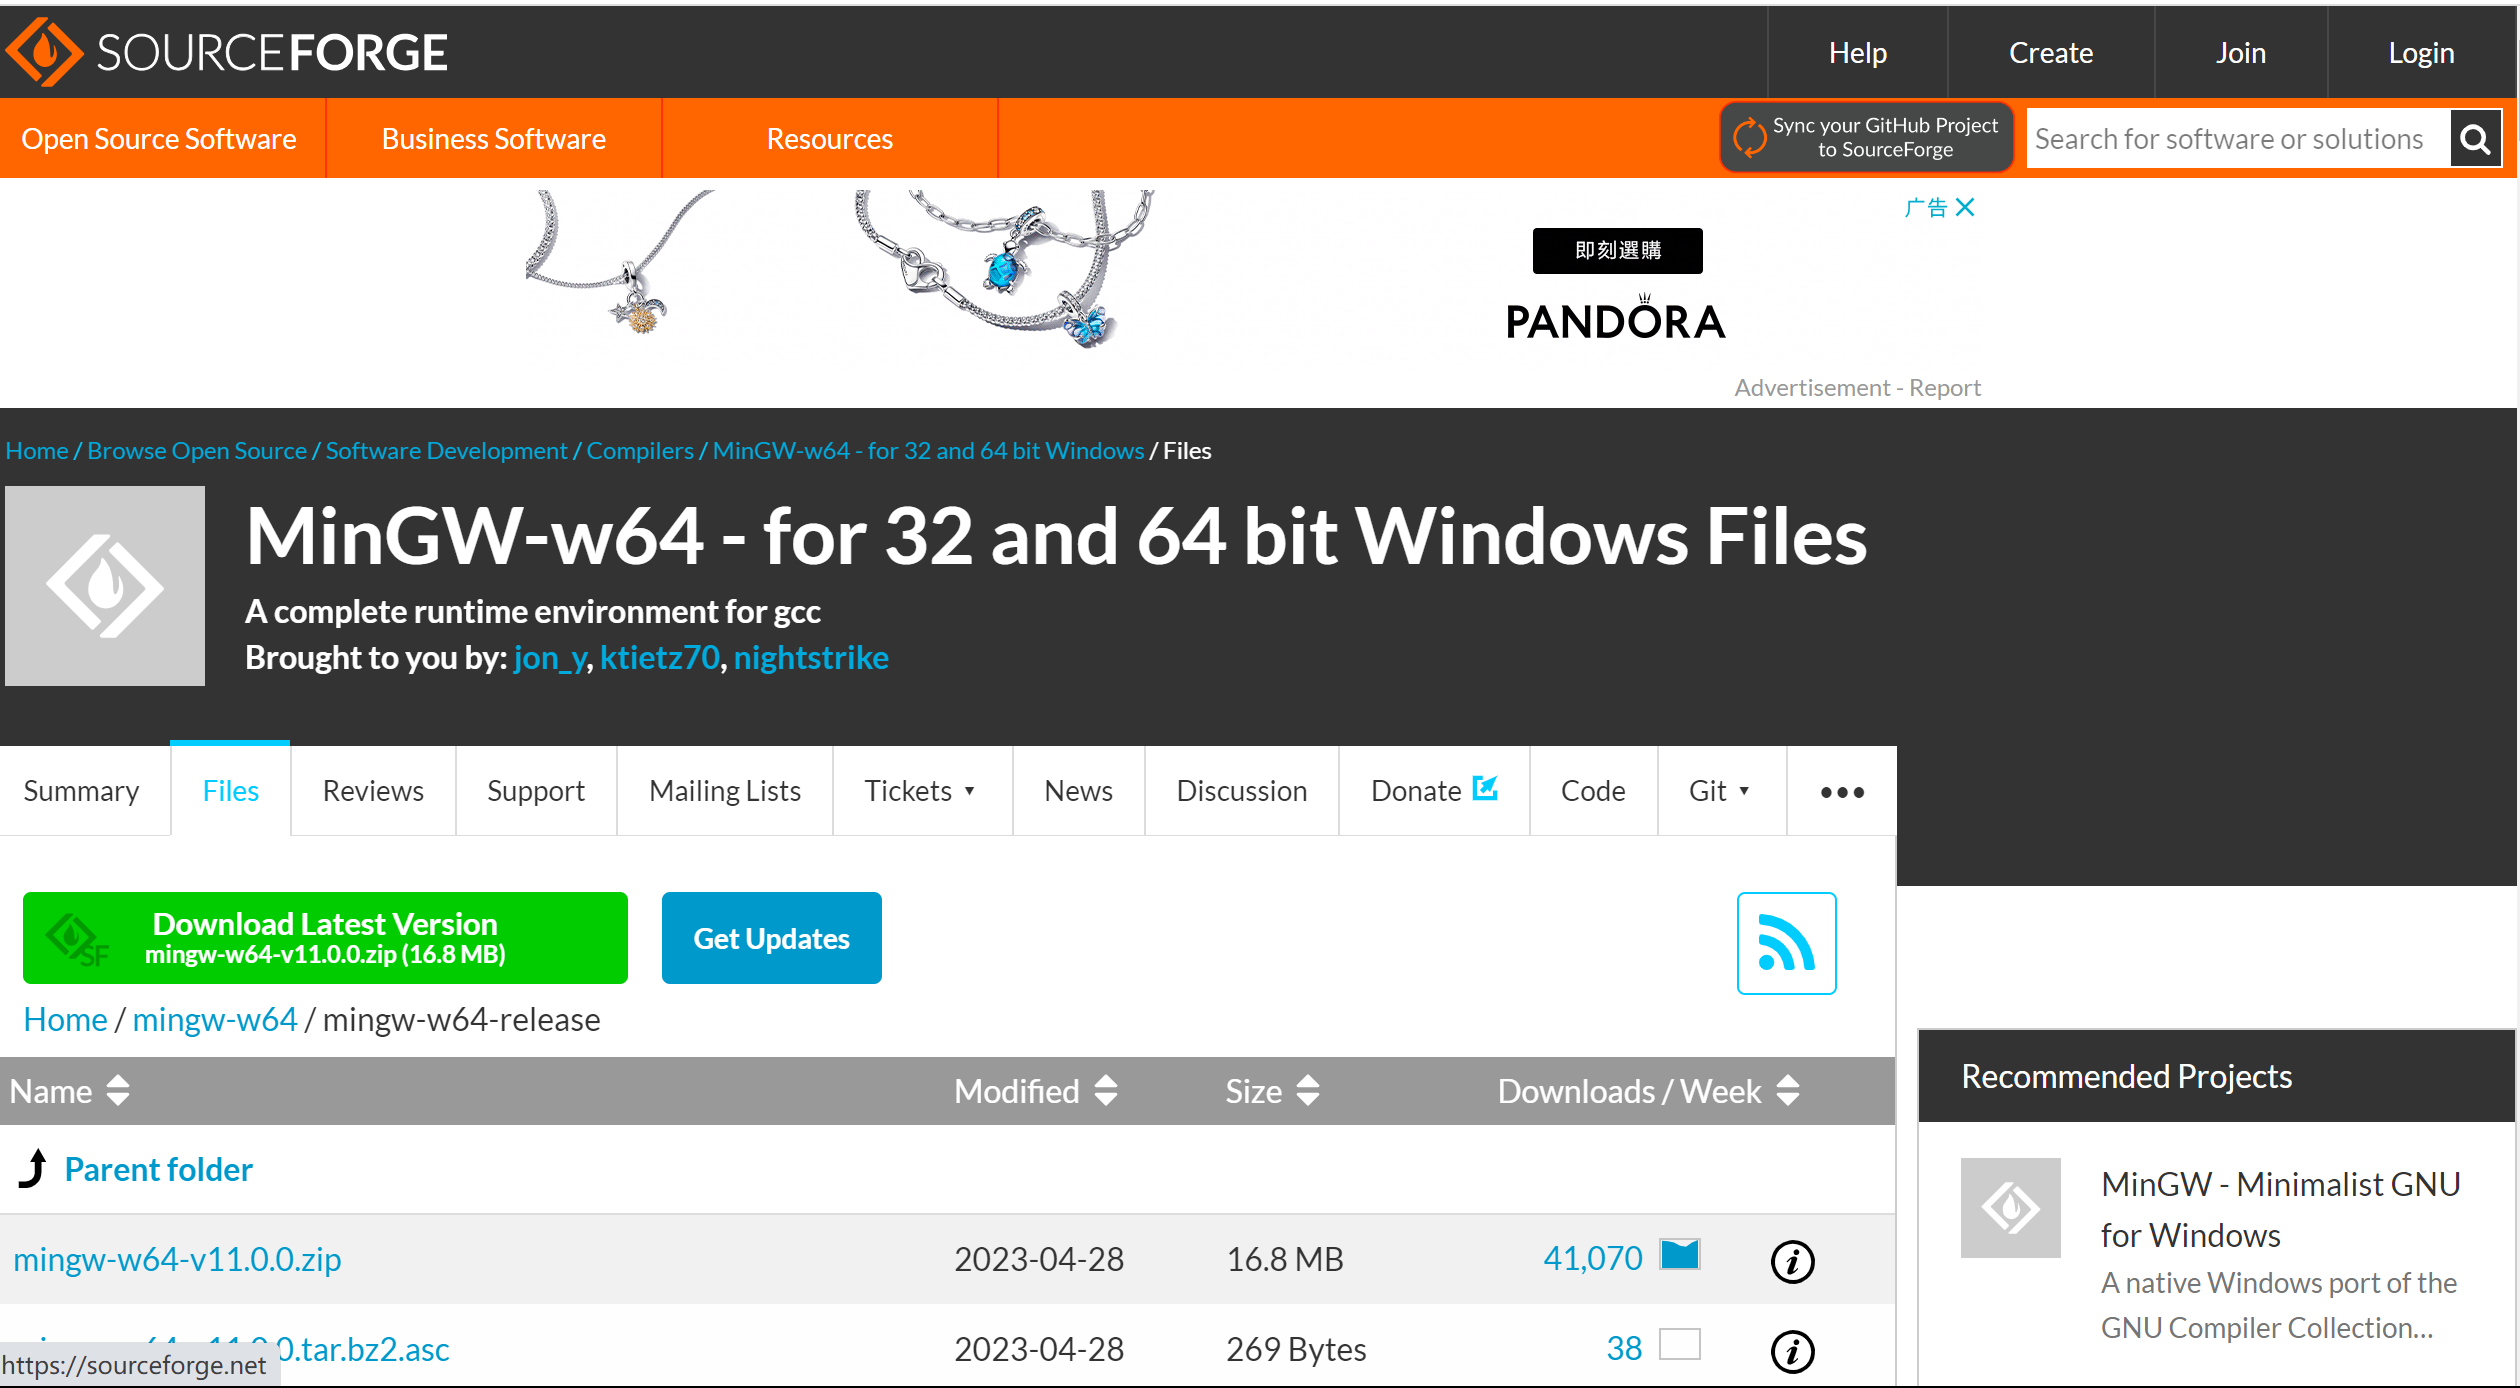 SOURCEFORGE
Help
Create
Join
Login
Open Source Software
Business Software
Resources
Sync your GitHub Project
to SourceForge
Search for software or solutions
广告
即刻選購
PANDORA
Advertisement - Report
Home / Browse Open Source / Software Development / Compilers / MinGW-w64 - for 32 and 64 bit Windows / Files
MinGW-w64 - for 32 and 64 bit Windows Files
A complete runtime environment for gcc
Brought to you by: jon_y, ktietz70, nightstrike
Summary
Files
Reviews
Support
Mailing Lists
Tickets
News
Discussion
Donate
Code
Git
Download Latest Version
mingw-w64-v11.0.0.zip (16.8 MB)
SF
Get Updates
Home / mingw-w64 / mingw-w64-release
Name
Modified
Size
Downloads / Week
Parent folder
mingw-w64-v11.0.0.zip
2023-04-28
16.8 MB
41,070
0.tar.bz2.asc
2023-04-28
269 Bytes
38
https://sourceforge.net
Recommended Projects
MinGW - Minimalist GNU
for Windows
A native Windows port of the
GNU Compiler Collection...